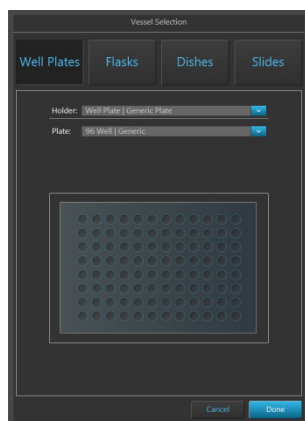 Vessel Selection
Well Plates
Flasks
Dishes
Slides
Holder: Well Plate | Generic Plate
Plate: 96 Well | Generic
Cancel
Done